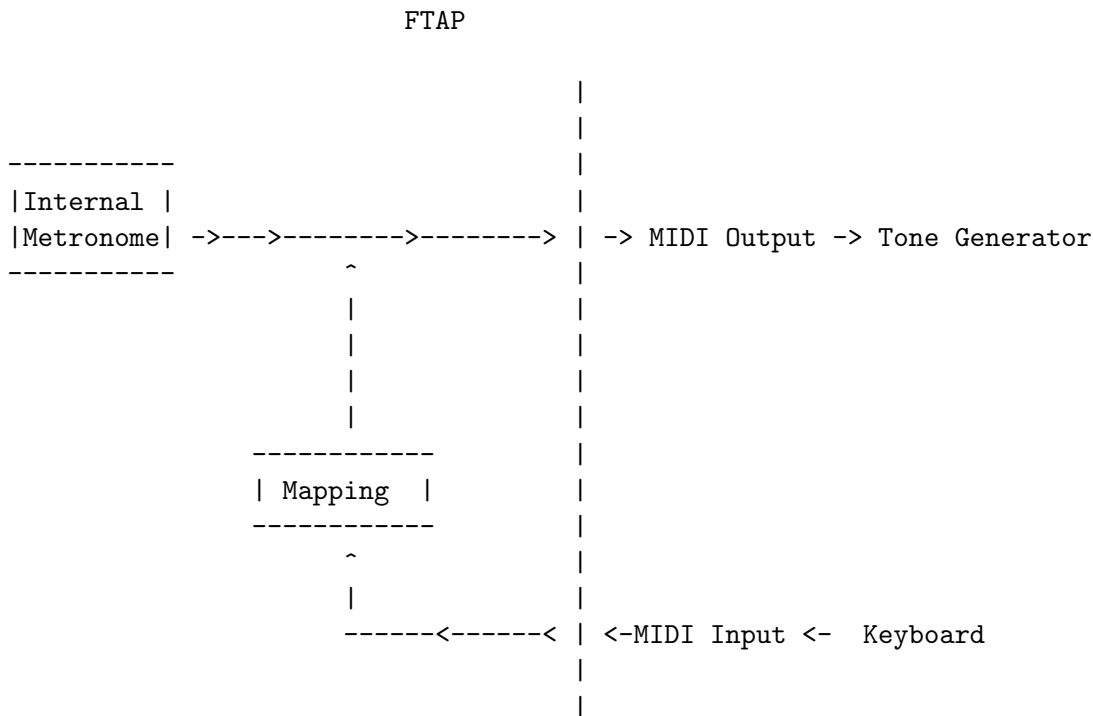 FTAP
|
|
-----------                           |
|Internal |                           |
|Metronome| ->--->-------->--------> | -> MIDI Output -> Tone Generator
-----------           ^               |
|               |
|               |
|               |
|               |
------------          |
| Mapping  |          |
------------          |
^               |
|               |
------<------< | <-MIDI Input <-  Keyboard
|
|